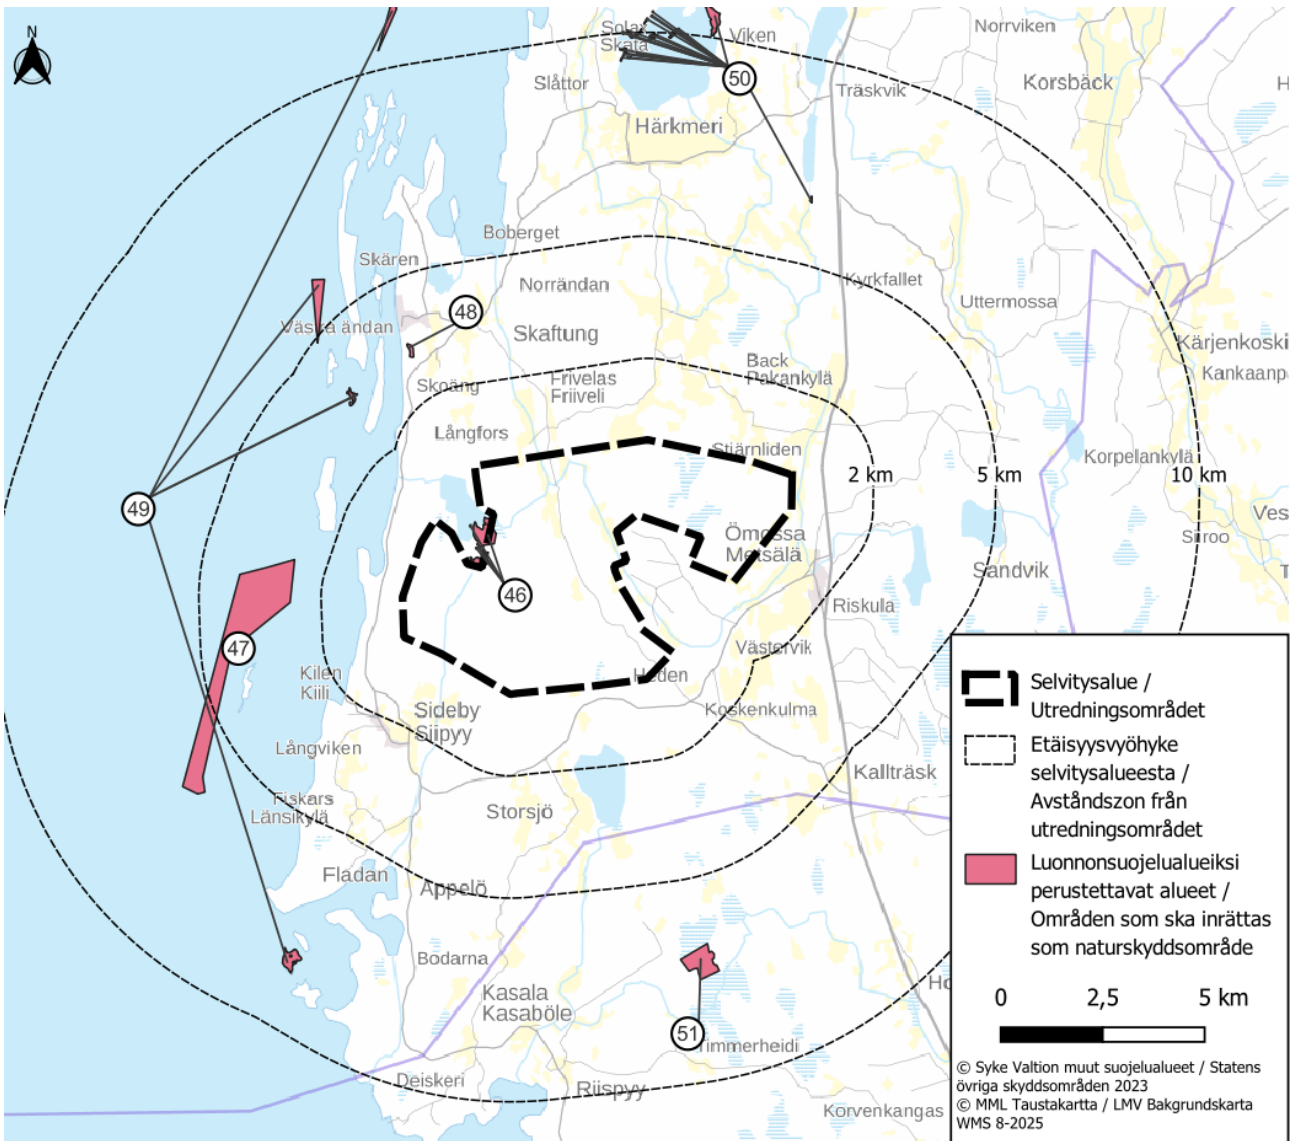 N
Solax
Skata
Viken
Norrviken
Korsbäck
Slåttor
Träskvik
50
Härkmeri
Boberget
Skären
Norrändan
Kyrkfallet
Uttermossa
48
Västra ändan
Skaftung
Kärjenkoski
Back
Pakankylä
Kankaanp
Skoäng
Frivelas
Friiveli
Långfors
Stjärnliden
Korpelankylä
2 km
5 km
10 km
49
Ves
Ömossa
Metsälä
Siiroo
Sandvik
46
Riskula
47
Västervik
Kilen
Kiili
Heden
Sideby
Siipyy
Koskenkulma
Långviken
Kallträsk
Fiskars
Länsikylä
Storsjö
Fladan
Appelö
Bodarna
Kasala
Kasaböle
51
Timmerheidi
Deiskeri
Riispyy
Korvenkangas
Selvitysalue /
Utredningsområdet
Etäisyysvyöhyke
selvitysalueesta /
Avståndszon från
utredningsområdet
Luonnonsuojelualueiksi
perustettavat alueet /
Områden som ska inrättas
som naturskyddsområde
0 2,5 5 km
© Syke Valtion muut suojelualueet / Statens
övriga skyddsområden 2023
© MML Taustakartta / LMV Bakgrundskarta
WMS 8-2025